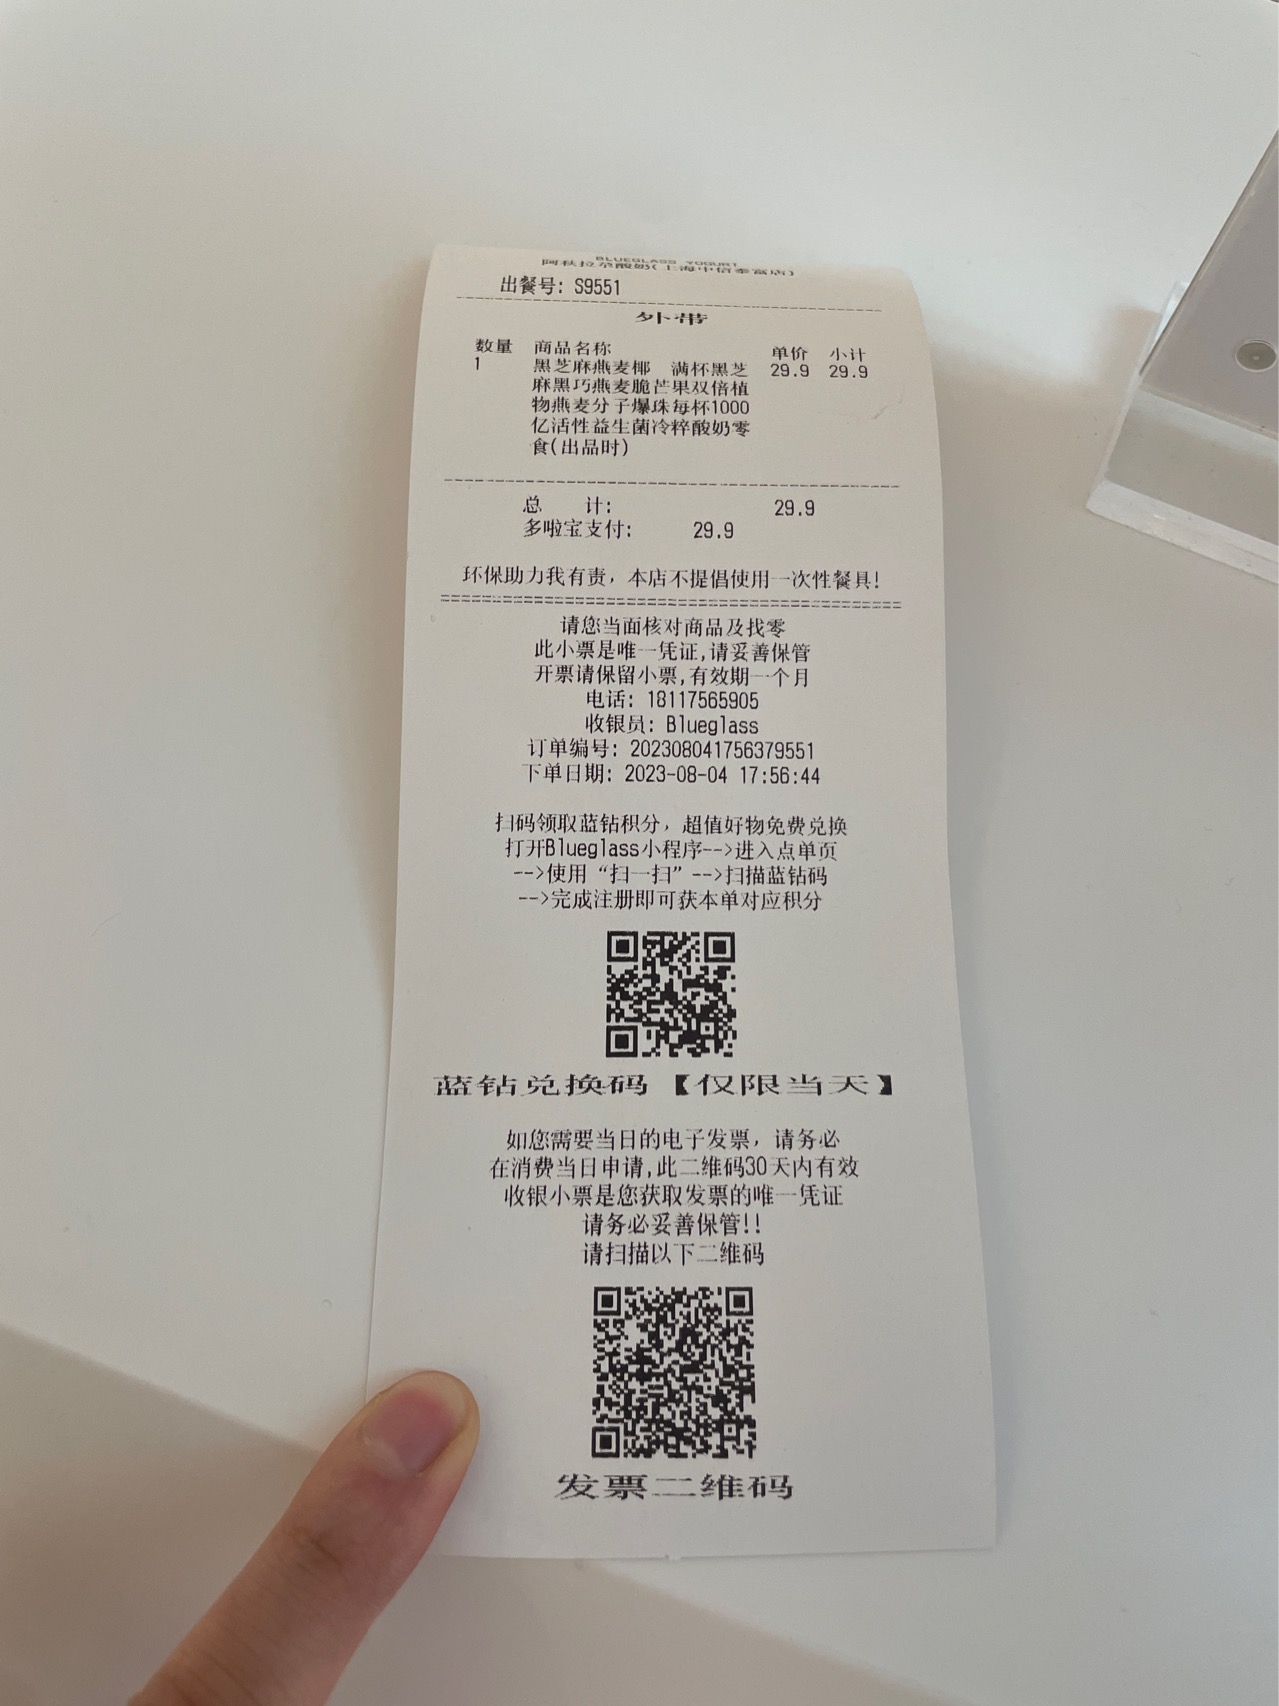 BLUEGLASS YOGURT
阿秋拉尕酸奶(上海中信泰富店)
出餐号: S9551
外带
数量 商品名称 单价 小计
1 黑芝麻燕麦椰 满杯黑芝 29.9 29.9
麻黑巧燕麦脆芒果双倍植
物燕麦分子爆珠每杯1000
亿活性益生菌冷粹酸奶零
食(出品时)
总 计: 29.9
多啦宝支付: 29.9
环保助力我有责，本店不提倡使用一次性餐具!
请您当面核对商品及找零
此小票是唯一凭证,请妥善保管
开票请保留小票,有效期一个月
电话: 18117565905
收银员: Blueglass
订单编号: 202308041756379551
下单日期: 2023-08-04 17:56:44
扫码领取蓝钻积分，超值好物免费兑换
打开Blueglass小程序-->进入点单页
-->使用“扫一扫”-->扫描蓝钻码
-->完成注册即可获本单对应积分
蓝钻兑换码【仅限当天】
如您需要当日的电子发票，请务必
在消费当日申请,此二维码30天内有效
收银小票是您获取发票的唯一凭证
请务必妥善保管!!
请扫描以下二维码
发票二维码